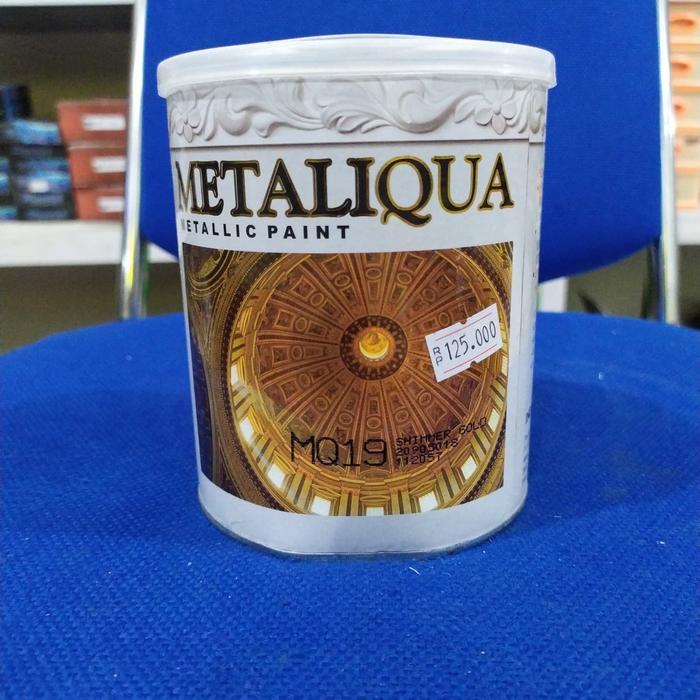 METALIQUA
METALLIC PAINT
RP 125.000
MQ19
SHIMMER GOLD